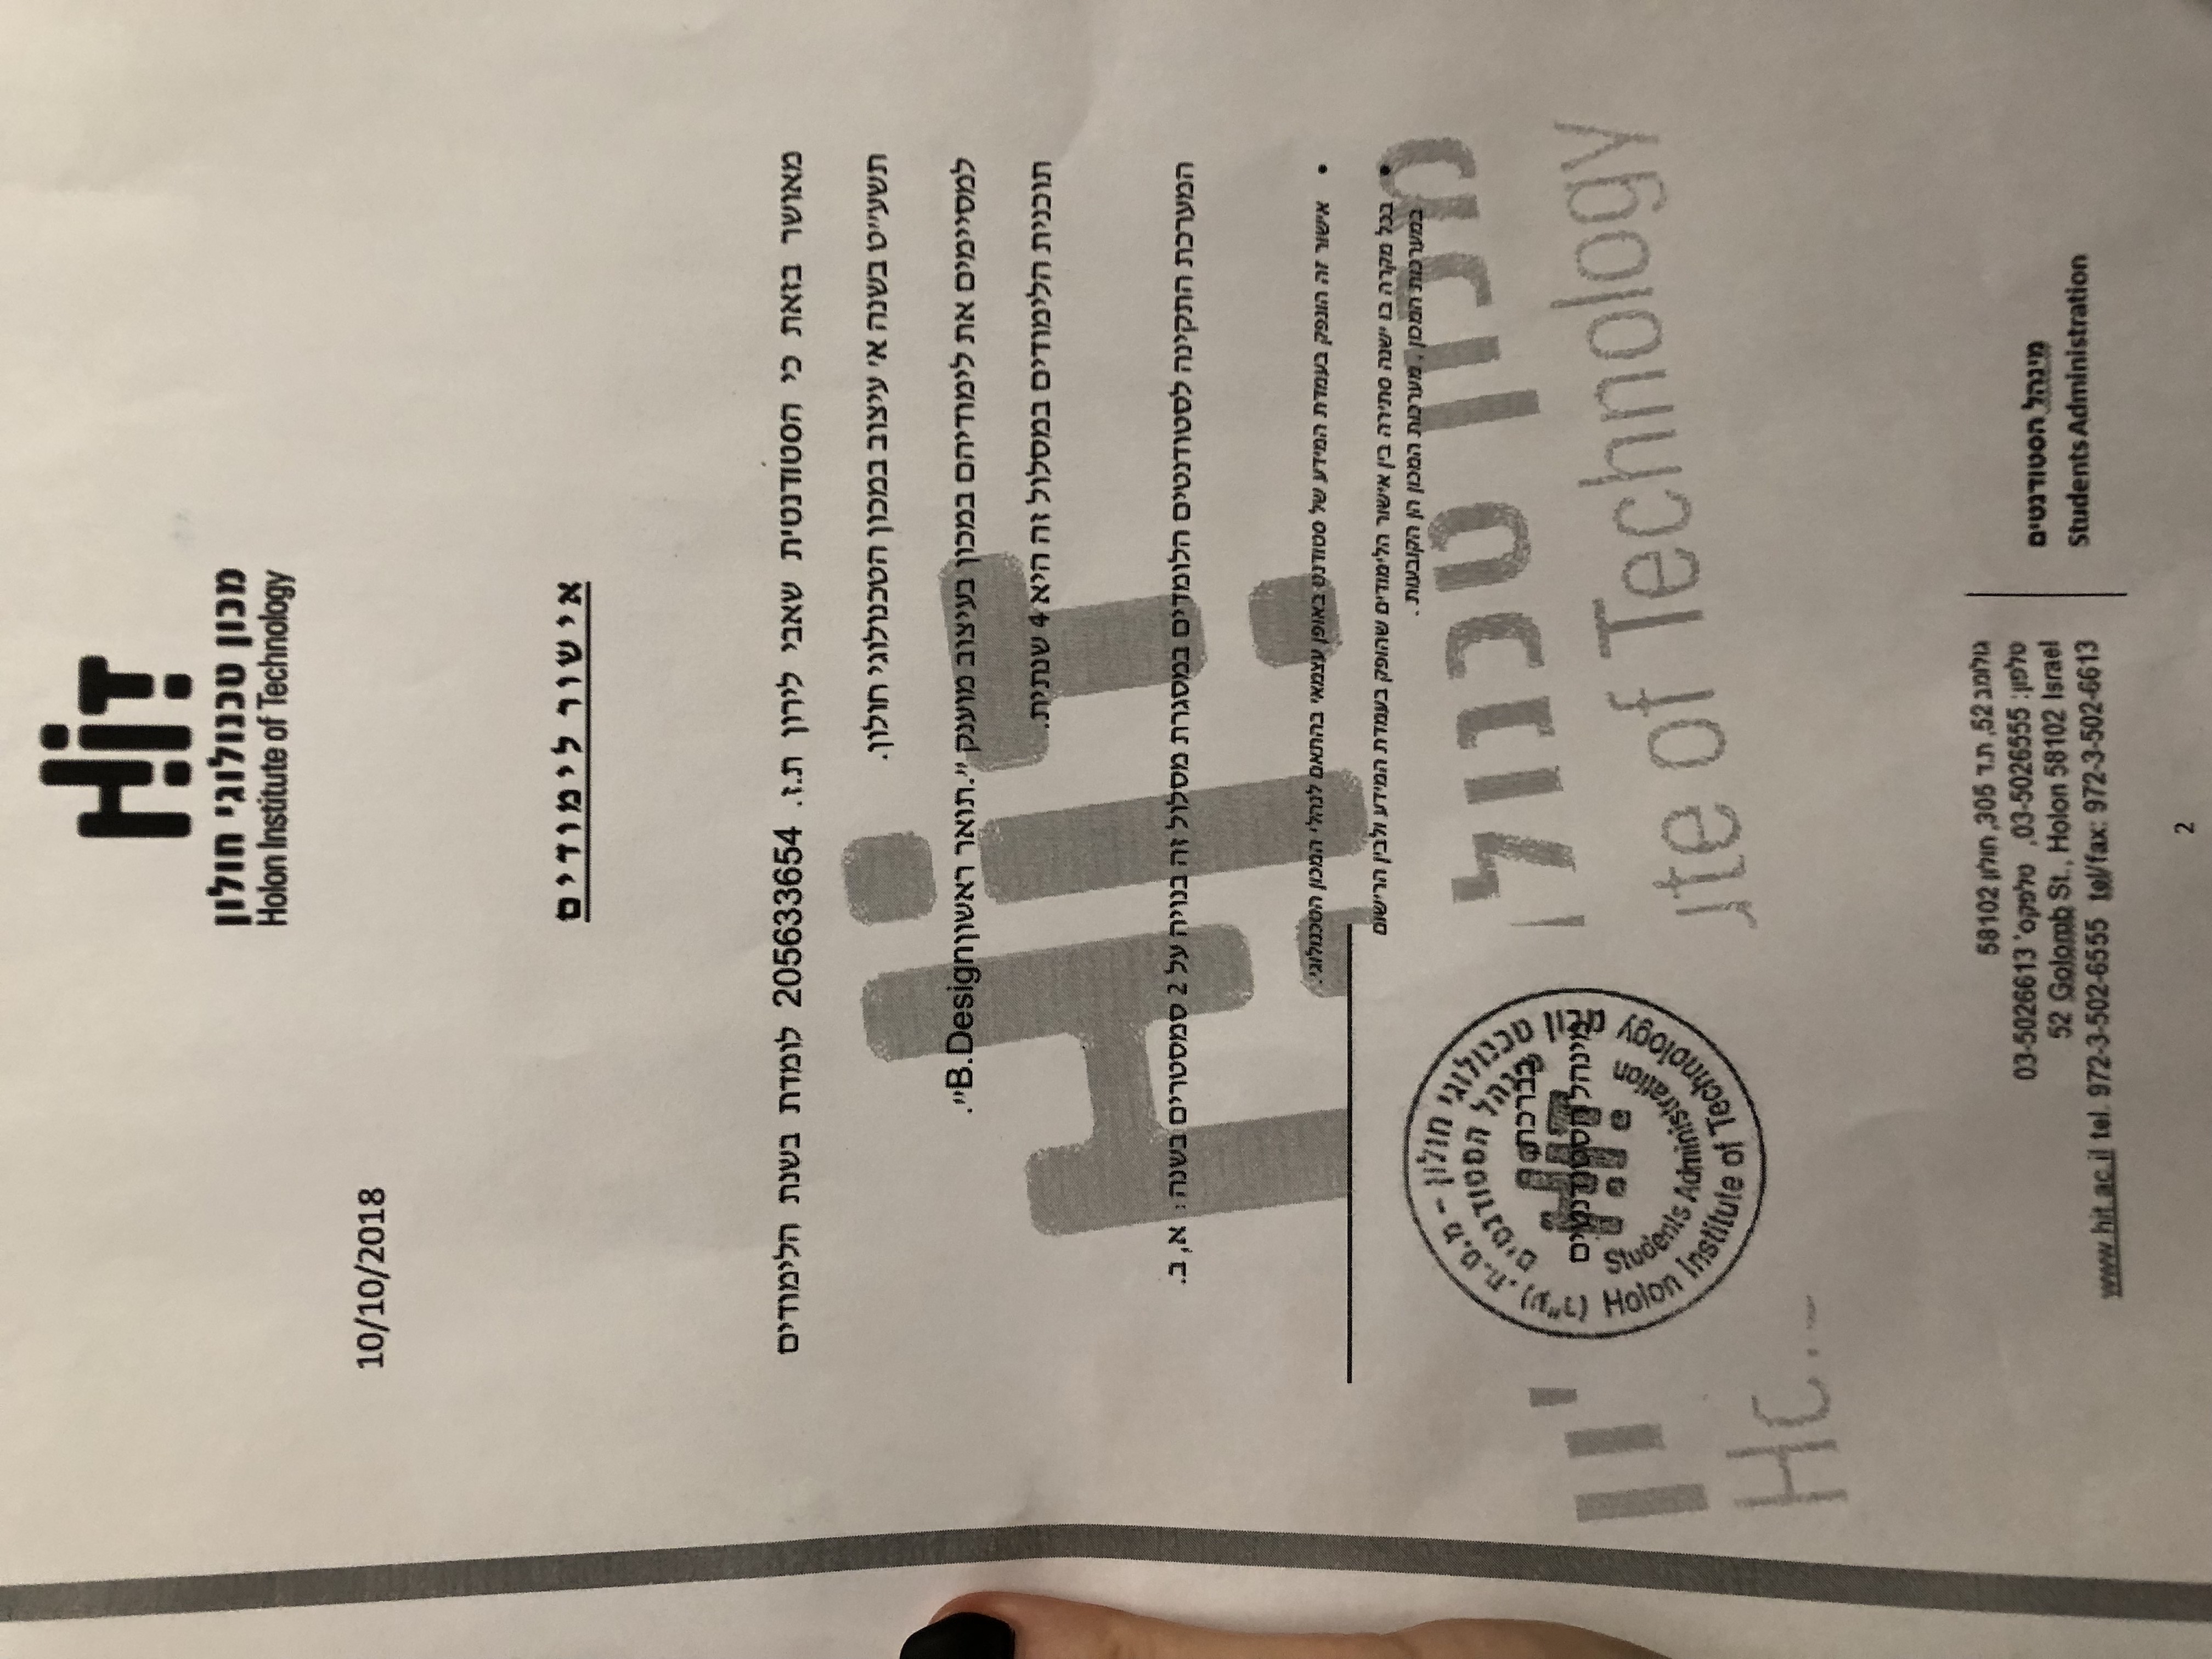 HiT
מכון טכנולוגי חולון
Holon Institute of Technology
10/10/2018
אישור לימודים
מאושר בזאת כי הסטודנטית שאבי לירון ת.ז. 205633654 לומדת בשנת הלימודים
תשע״ט בשנה א׳ עיצוב במכון הטכנולוגי חולון.
למסיימים את לימודיהם במכון בעיצוב מוענק ״.תואר ראשוןB.Design״.
תוכנית הלימודים במסלול זה היא 4 שנתית.
המערכת התקינה לסטודנטים הלומדים במסגרת מסלול זה בנויה על 2 סמסטרים בשנה: א, ב.
HiT
• אישור זה הונפק בעמדת המידע של סטודנט באופן עצמאי בהתאם לנהלי המכון הטכנולוגי.
• בכל מקרה בו ישנה סתירה בין אישור הלימודים שהופק בעמדת המידע ולבין הרישום
במערכות המכון, מערכות המכון הן הקובעות.
מכון טכנולוגי חולון – מ.ט.ח. (ע״ר)
מינהל הסטודנטים
בברכה,
HiT
מינהל הסטודנטים
Students Administration
Holon Institute of Technology
מכון טכנול
ute of Technology
גולומב 52, ת.ד 305, חולון 58102
טלפון: 03-5026555, טלפקס' 03-5026613
52 Golomb St., Holon 58102 Israel
www.hit.ac.il tel. 972-3-502-6555 tel/fax: 972-3-502-6613
מינהל הסטודנטים
Students Administration
2